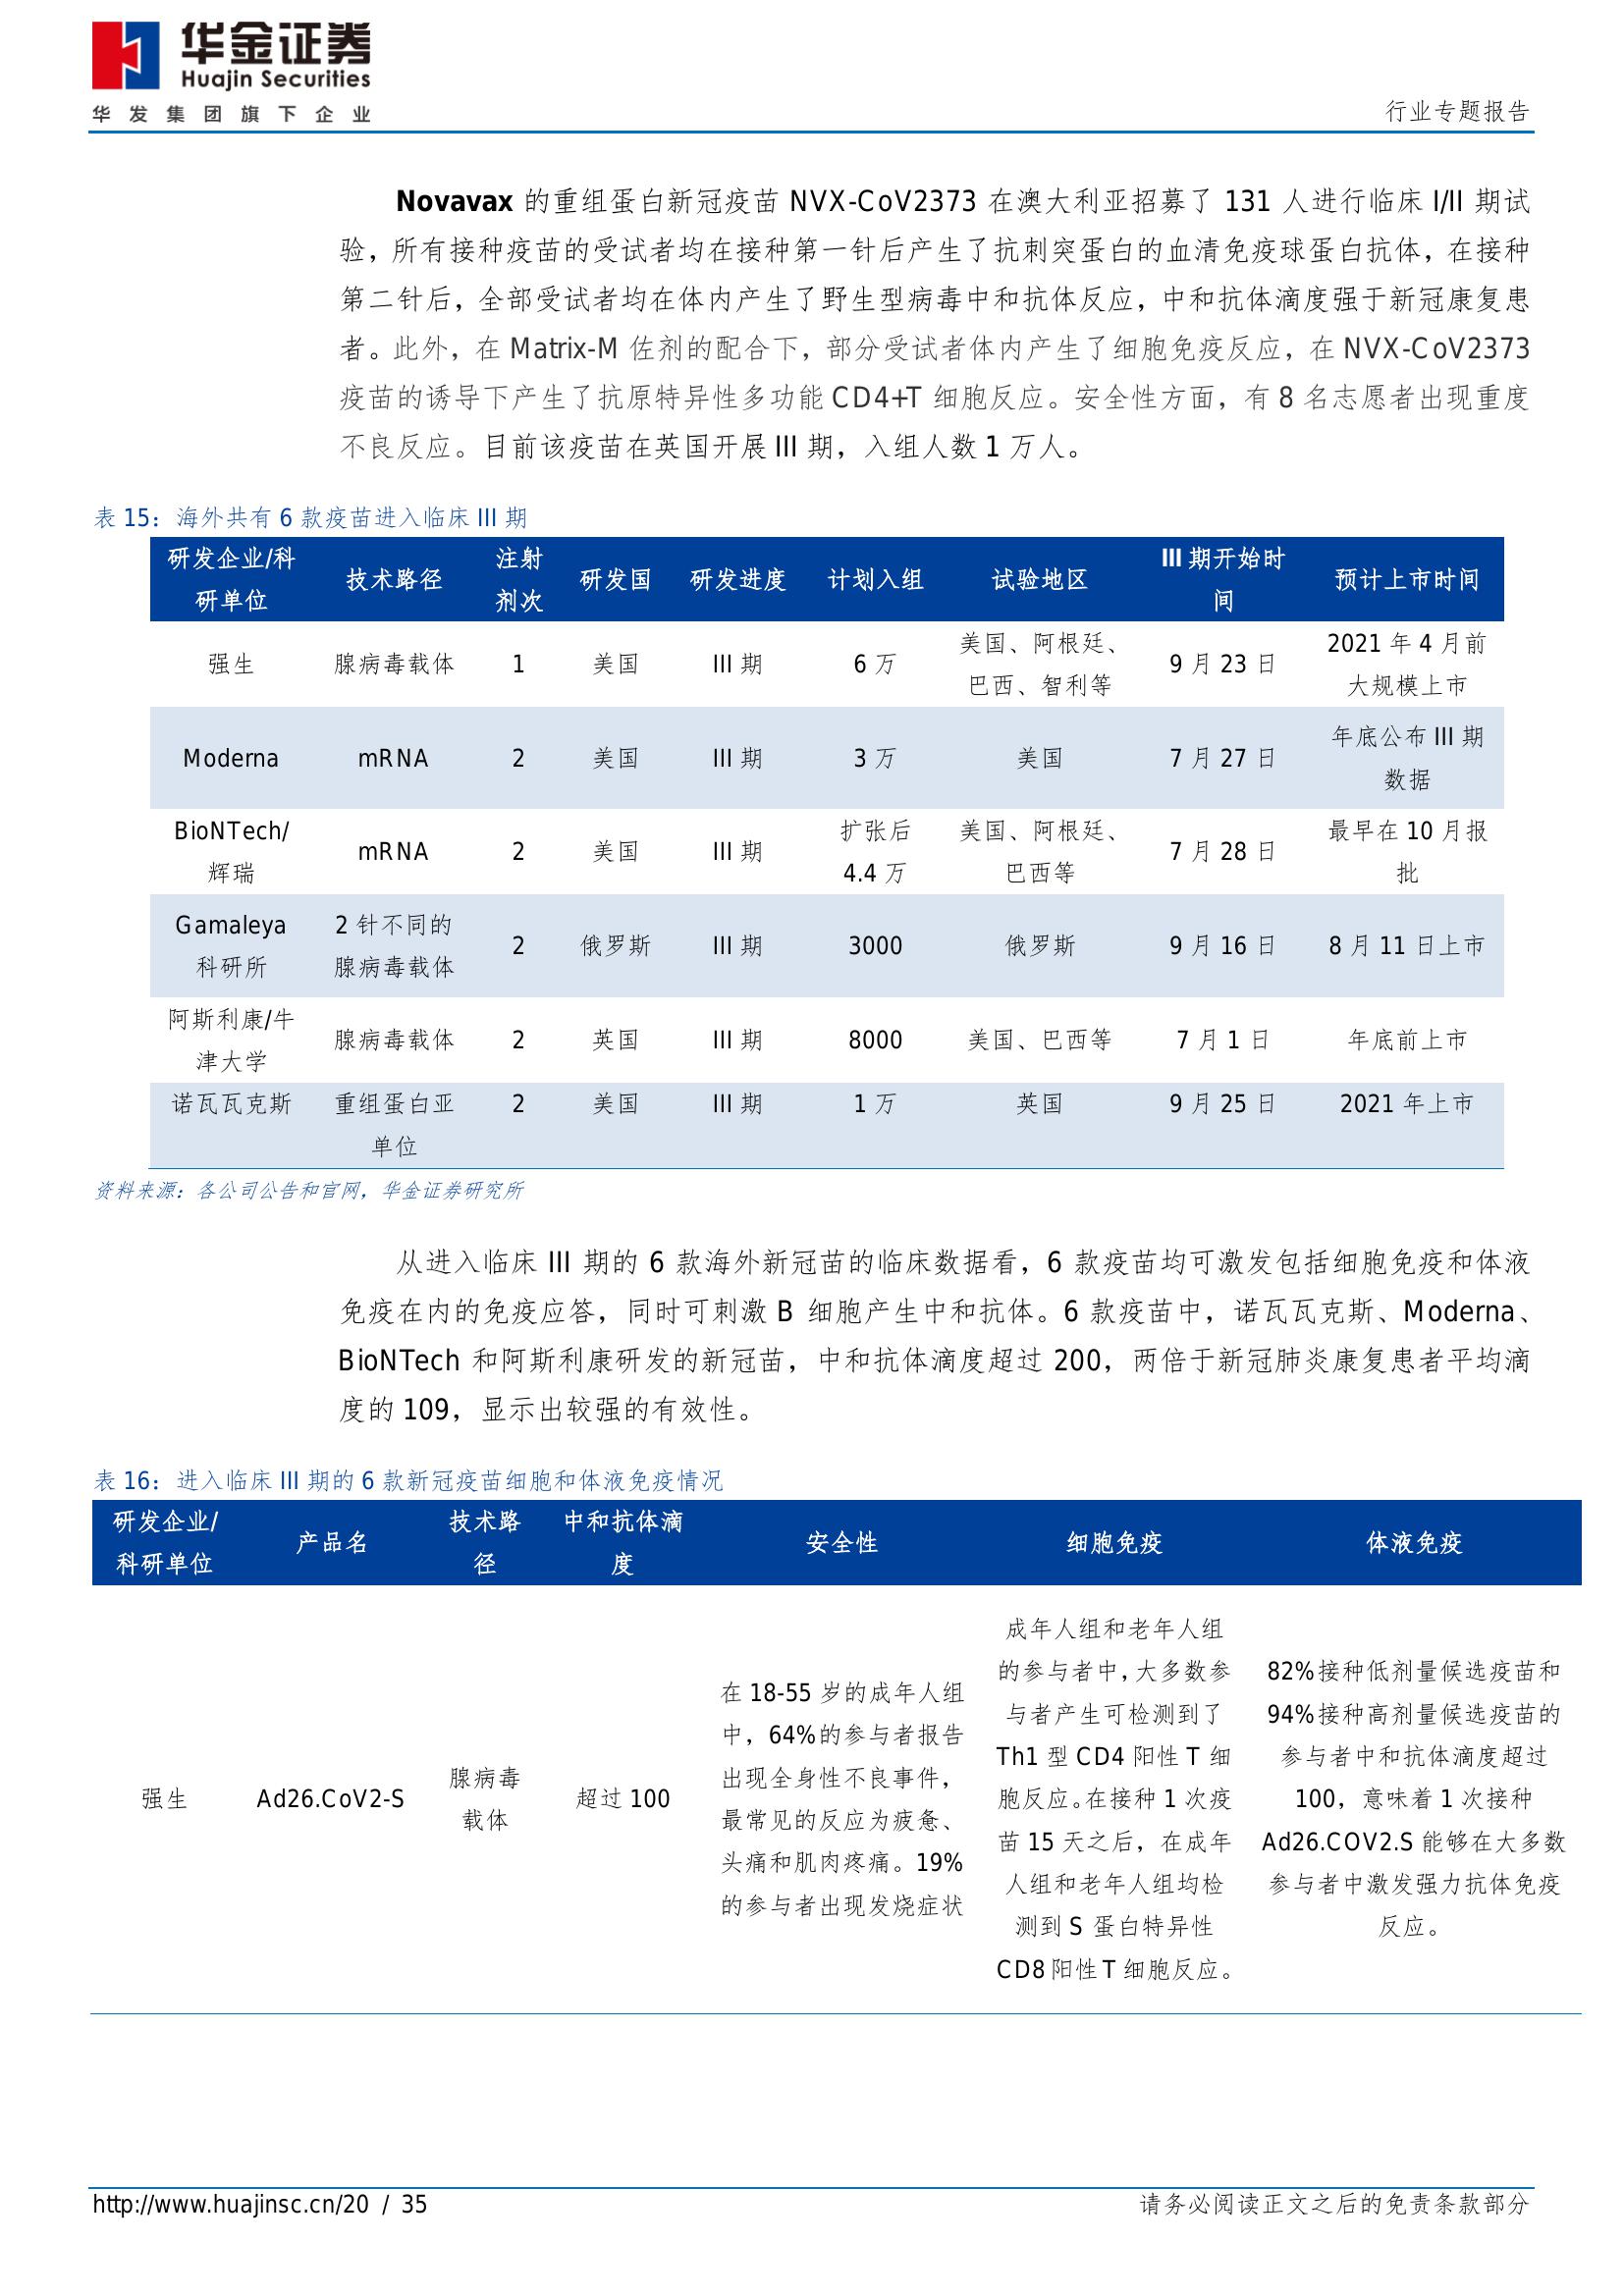 华金证券
Huajin Securities
华发集团旗下企业
行业专题报告
Novavax 的重组蛋白新冠疫苗 NVX-CoV2373 在澳大利亚招募了 131 人进行临床 I/II 期试
验，所有接种疫苗的受试者均在接种第一针后产生了抗刺突蛋白的血清免疫球蛋白抗体，在接种
第二针后，全部受试者均在体内产生了野生型病毒中和抗体反应，中和抗体滴度强于新冠康复患
者。此外，在 Matrix-M 佐剂的配合下，部分受试者体内产生了细胞免疫反应，在 NVX-CoV2373
疫苗的诱导下产生了抗原特异性多功能 CD4+T 细胞反应。安全性方面，有 8 名志愿者出现重度
不良反应。目前该疫苗在英国开展 III 期，入组人数 1 万人。
表 15：海外共有 6 款疫苗进入临床 III 期
研发企业/科
研单位
技术路径
注射
剂次
研发国
研发进度
计划入组
试验地区
III 期开始时
间
预计上市时间
强生
腺病毒载体
1
美国
III 期
6 万
美国、阿根廷、
巴西、智利等
9 月 23 日
2021 年 4 月前
大规模上市
Moderna
mRNA
2
美国
III 期
3 万
美国
7 月 27 日
年底公布 III 期
数据
BioNTech/
辉瑞
mRNA
2
美国
III 期
扩张后
4.4 万
美国、阿根廷、
巴西等
7 月 28 日
最早在 10 月报
批
Gamaleya
科研所
2 针不同的
腺病毒载体
2
俄罗斯
III 期
3000
俄罗斯
9 月 16 日
8 月 11 日上市
阿斯利康/牛
津大学
腺病毒载体
2
英国
III 期
8000
美国、巴西等
7 月 1 日
年底前上市
诺瓦瓦克斯
重组蛋白亚
单位
2
美国
III 期
1 万
英国
9 月 25 日
2021 年上市
资料来源：各公司公告和官网，华金证券研究所
从进入临床 III 期的 6 款海外新冠苗的临床数据看，6 款疫苗均可激发包括细胞免疫和体液
免疫在内的免疫应答，同时可刺激 B 细胞产生中和抗体。6 款疫苗中，诺瓦瓦克斯、Moderna、
BioNTech 和阿斯利康研发的新冠苗，中和抗体滴度超过 200，两倍于新冠肺炎康复患者平均滴
度的 109，显示出较强的有效性。
表 16：进入临床 III 期的 6 款新冠疫苗细胞和体液免疫情况
研发企业/
科研单位
产品名
技术路
径
中和抗体滴
度
安全性
细胞免疫
体液免疫
强生
Ad26.CoV2-S
腺病毒
载体
超过 100
在 18-55 岁的成年人组
中，64%的参与者报告
出现全身性不良事件，
最常见的反应为疲惫、
头痛和肌肉疼痛。19%
的参与者出现发烧症状
成年人组和老年人组
的参与者中，大多数参
与者产生可检测到了
Th1 型 CD4 阳性 T 细
胞反应。在接种 1 次疫
苗 15 天之后，在成年
人组和老年人组均检
测到 S 蛋白特异性
CD8 阳性 T 细胞反应。
82%接种低剂量候选疫苗和
94%接种高剂量候选疫苗的
参与者中和抗体滴度超过
100，意味着 1 次接种
Ad26.COV2.S 能够在大多数
参与者中激发强力抗体免疫
反应。
http://www.huajinsc.cn/20 / 35
请务必阅读正文之后的免责条款部分